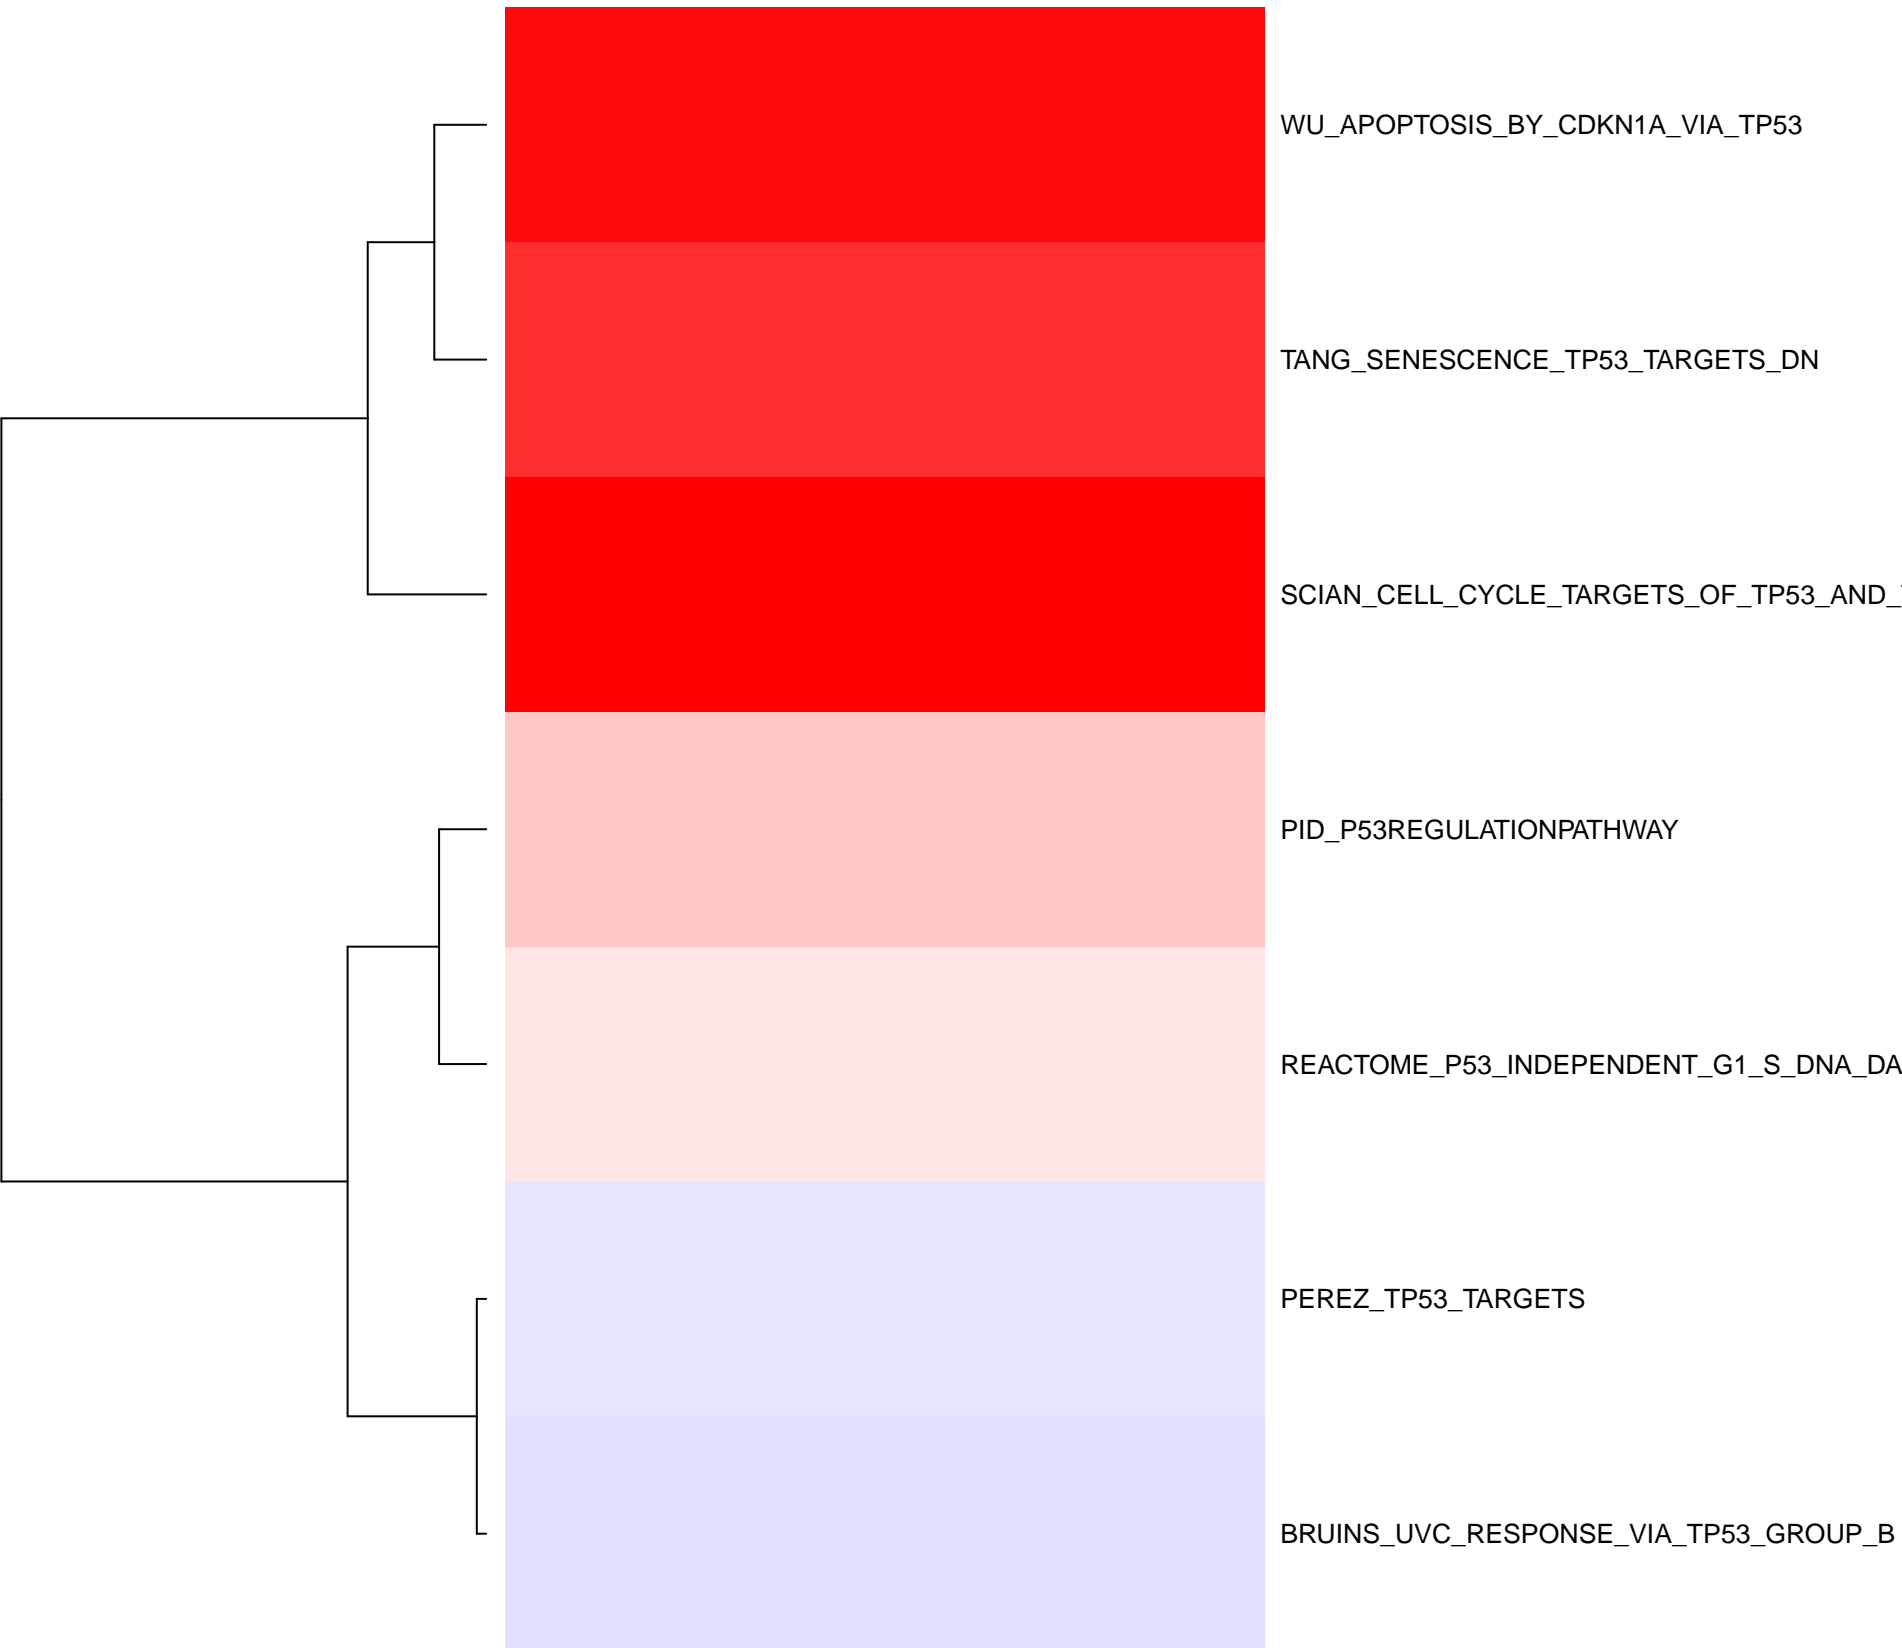 WU_APOPTOSIS_BY_CDKN1A_VIA_TP53
TANG_SENESCENCE_TP53_TARGETS_DN
SCIAN_CELL_CYCLE_TARGETS_OF_TP53_AND_
PID_P53REGULATIONPATHWAY
REACTOME_P53_INDEPENDENT_G1_S_DNA_DA
PEREZ_TP53_TARGETS
BRUINS_UVC_RESPONSE_VIA_TP53_GROUP_B